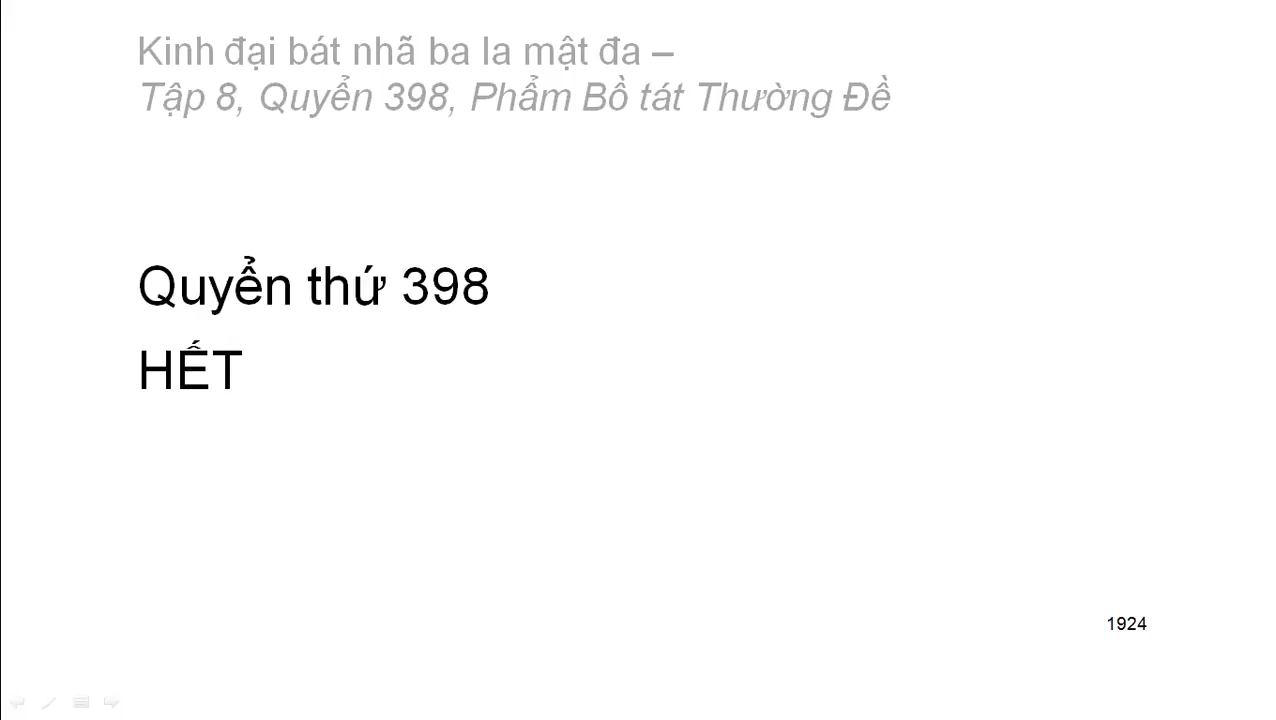 Kinh đại bát nhã ba la mật đa –
Tập 8, Quyển 398, Phẩm Bồ tát Thường Đề
Quyển thứ 398
HẾT
1924